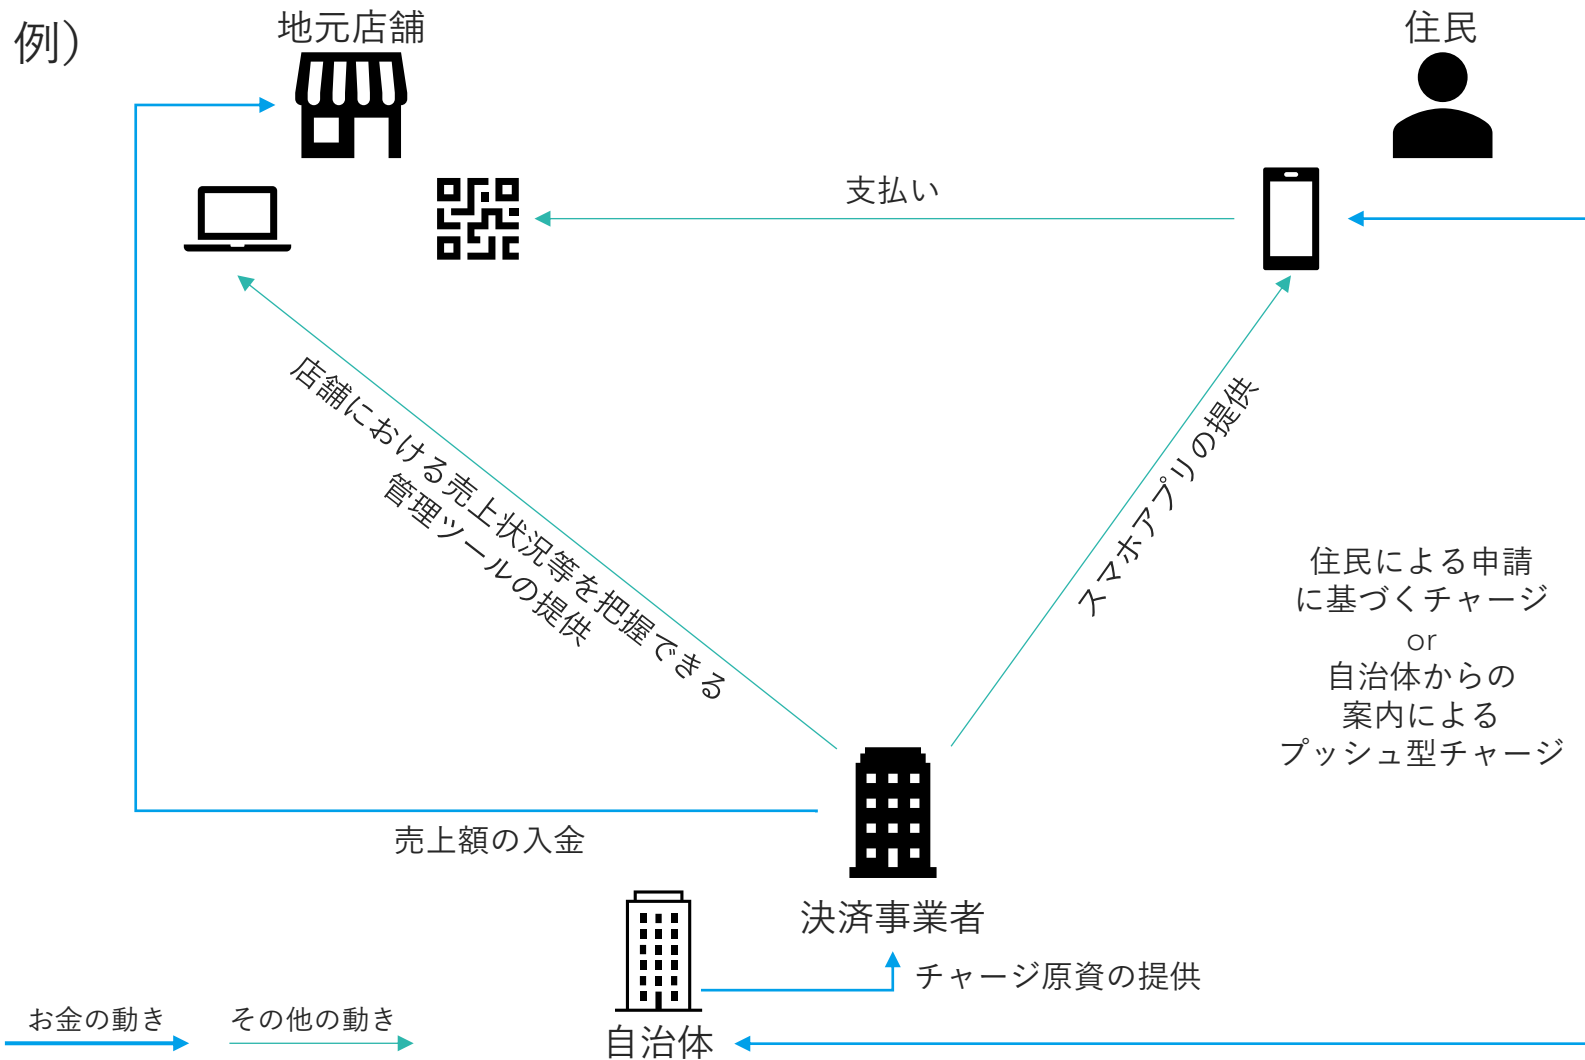 例）
地元店舗
住民
支払い
店舗における売上状況等を把握できる
管理ツールの提供
スマホアプリの提供
住民による申請
に基づくチャージ
or
自治体からの
案内による
プッシュ型チャージ
売上額の入金
決済事業者
チャージ原資の提供
お金の動き
その他の動き
自治体